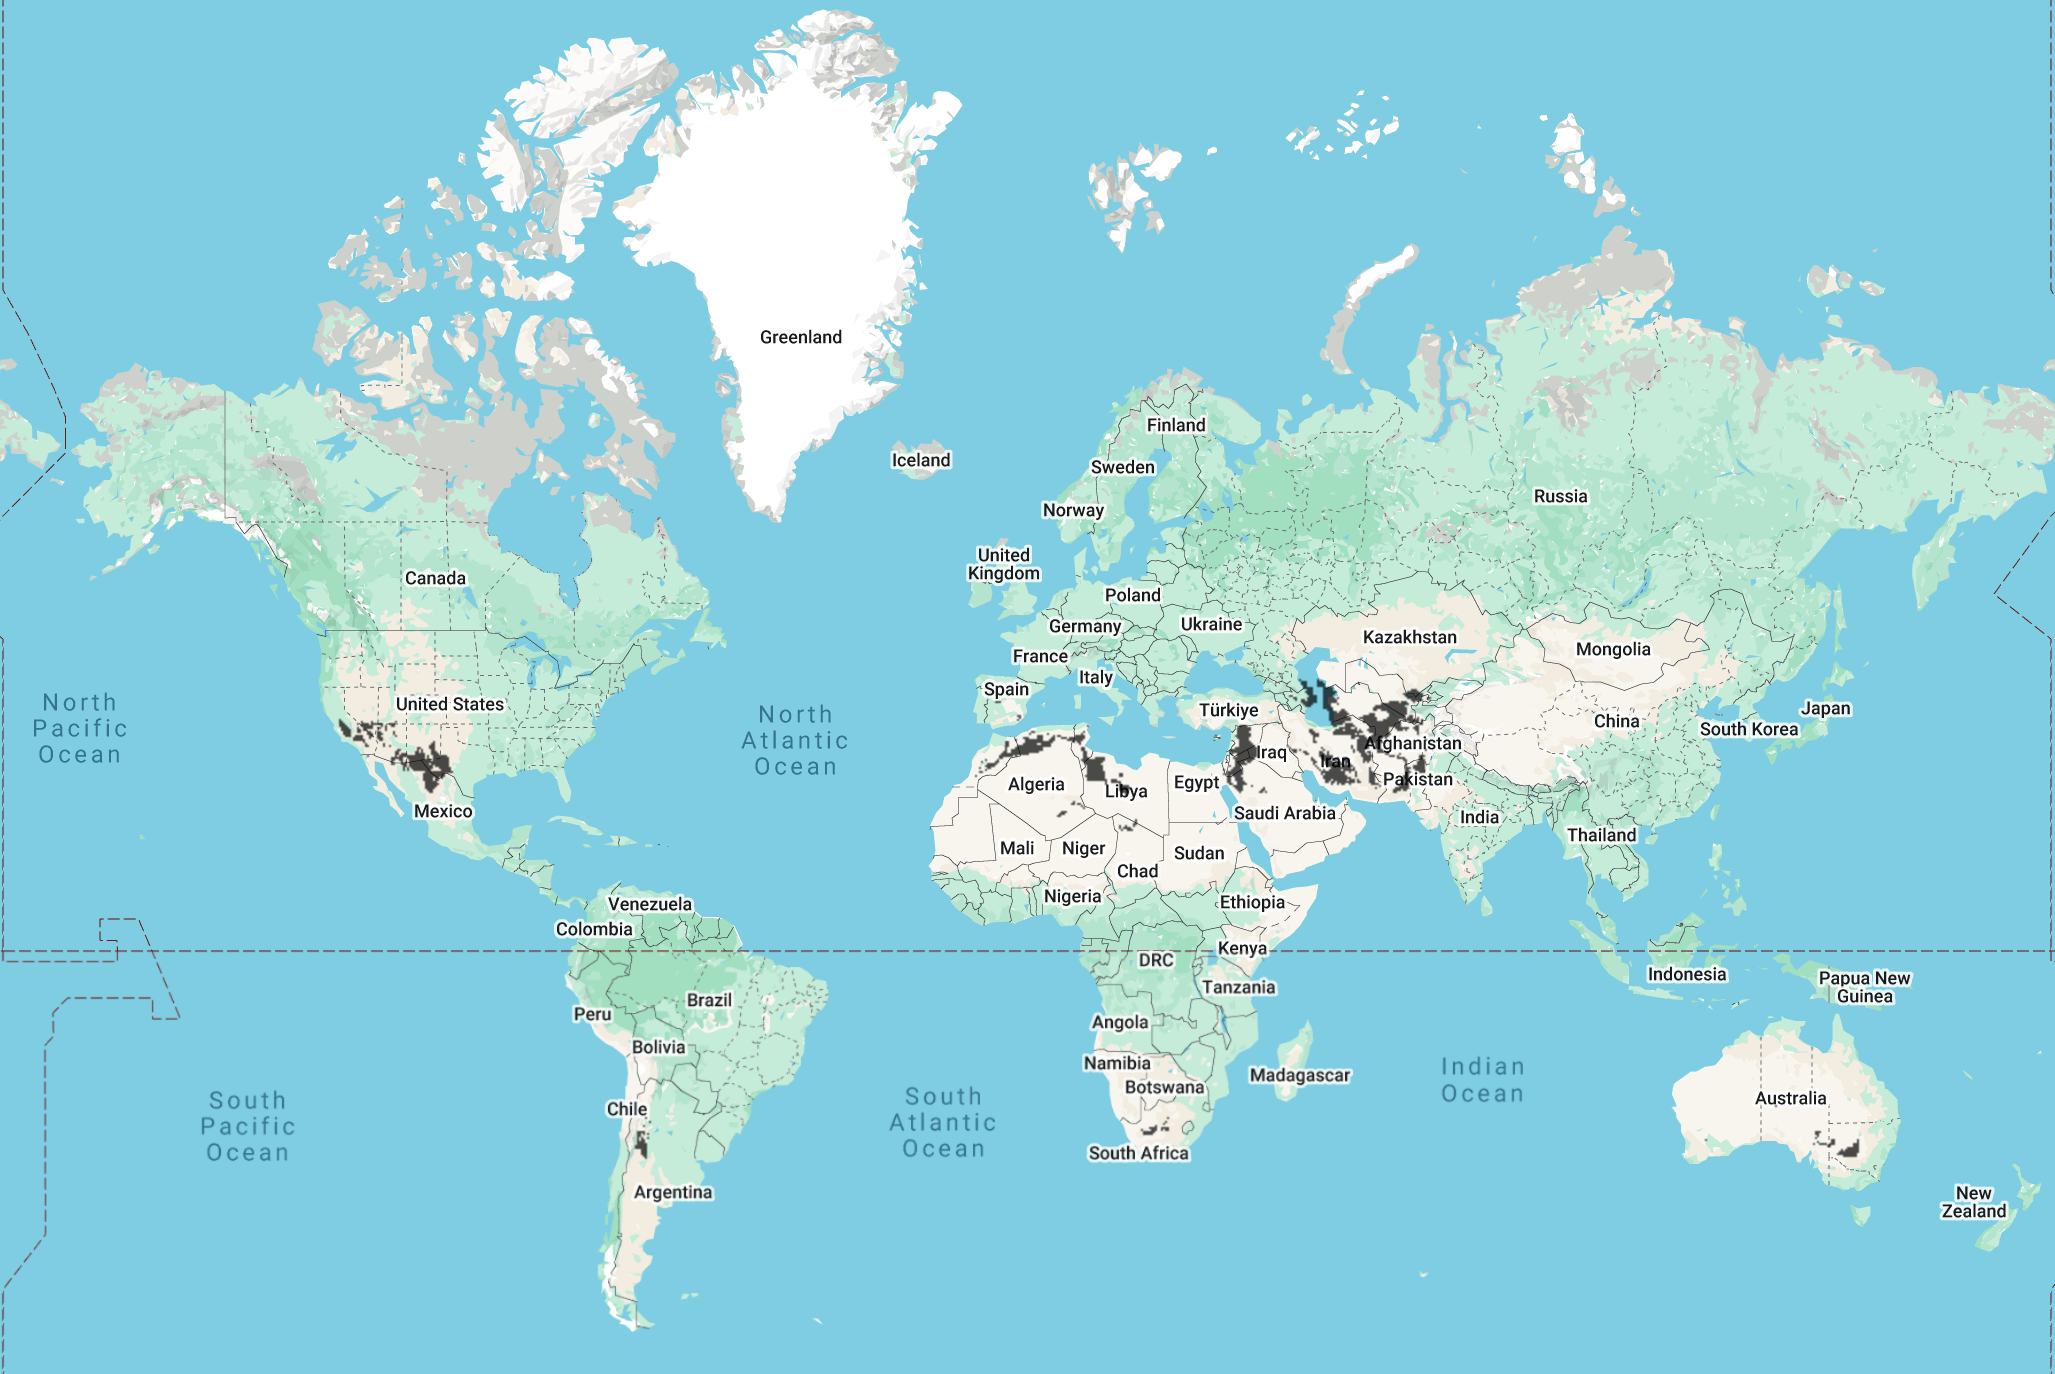 Greenland
Iceland
Finland
Sweden
Norway
Russia
United
Kingdom
Canada
Poland
Germany
Ukraine
Kazakhstan
Mongolia
France
Italy
Spain
United States
Türkiye
China
South Korea
Japan
North
Pacific
Ocean
North
Atlantic
Ocean
Afghanistan
Iraq
Iran
Pakistan
Algeria
Libya
Egypt
Saudi Arabia
India
Mexico
Thailand
Mali
Niger
Sudan
Chad
Nigeria
Ethiopia
Venezuela
Colombia
Kenya
DRC
Tanzania
Indonesia
Papua New
Guinea
Brazil
Peru
Angola
Bolivia
Namibia
Botswana
Madagascar
Indian
Ocean
Australia
Chile
South
Pacific
Ocean
South
Atlantic
Ocean
South Africa
Argentina
New
Zealand